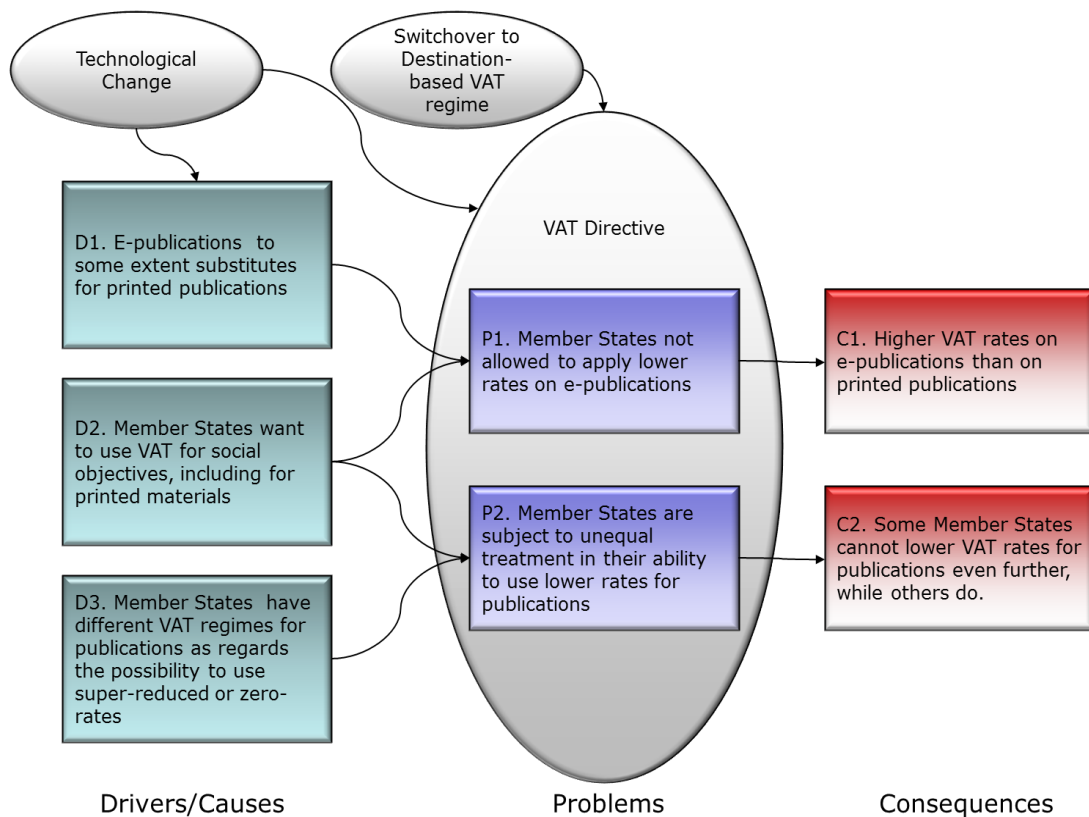 Technological
Change
Switchover to
Destination-
based VAT
regime
VAT Directive
D1. E-publications to
some extent substitutes
for printed publications
D2. Member States want
to use VAT for social
objectives, including for
printed materials
D3. Member States have
different VAT regimes for
publications as regards
the possibility to use
super-reduced or zero-
rates
P1. Member States not
allowed to apply lower
rates on e-publications
P2. Member States are
subject to unequal
treatment in their ability
to use lower rates for
publications
C1. Higher VAT rates on
e-publications than on
printed publications
C2. Some Member States
cannot lower VAT rates for
publications even further,
while others do.
Drivers/Causes
Problems
Consequences